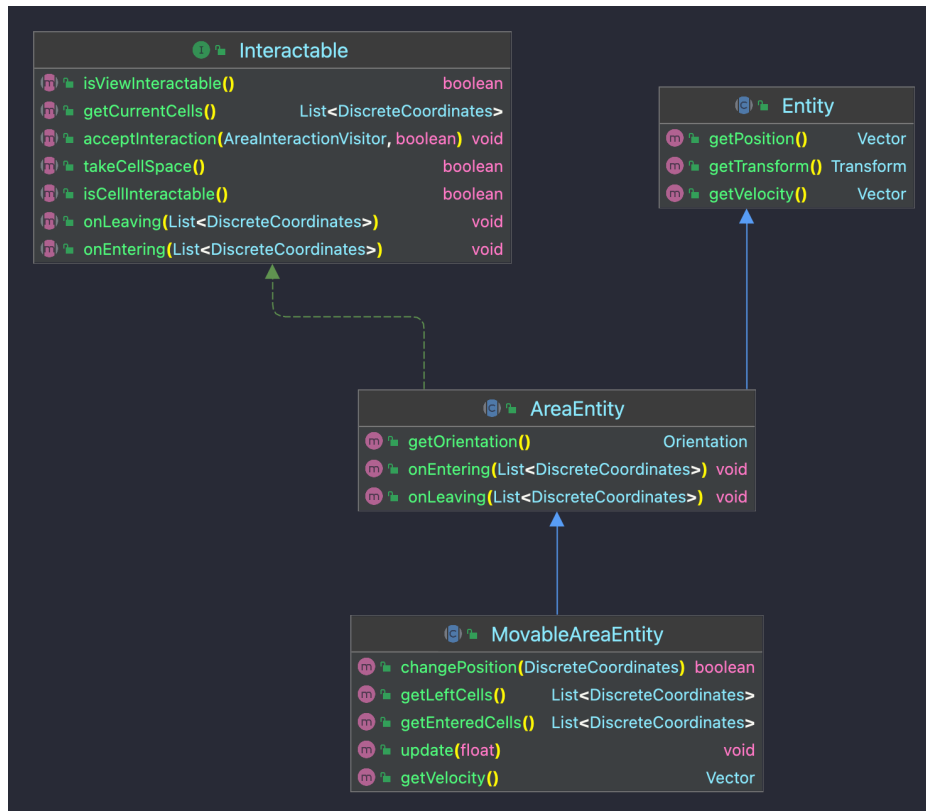 Interactable
isViewInteractable() boolean
getCurrentCells() List<DiscreteCoordinates>
acceptInteraction(AreaInteractionVisitor, boolean) void
takeCellSpace() boolean
isCellInteractable() boolean
onLeaving(List<DiscreteCoordinates>) void
onEntering(List<DiscreteCoordinates>) void
Entity
getPosition() Vector
getTransform() Transform
getVelocity() Vector
AreaEntity
getOrientation() Orientation
onEntering(List<DiscreteCoordinates>) void
onLeaving(List<DiscreteCoordinates>) void
MovableAreaEntity
changePosition(DiscreteCoordinates) boolean
getLeftCells() List<DiscreteCoordinates>
getEnteredCells() List<DiscreteCoordinates>
update(float) void
getVelocity() Vector